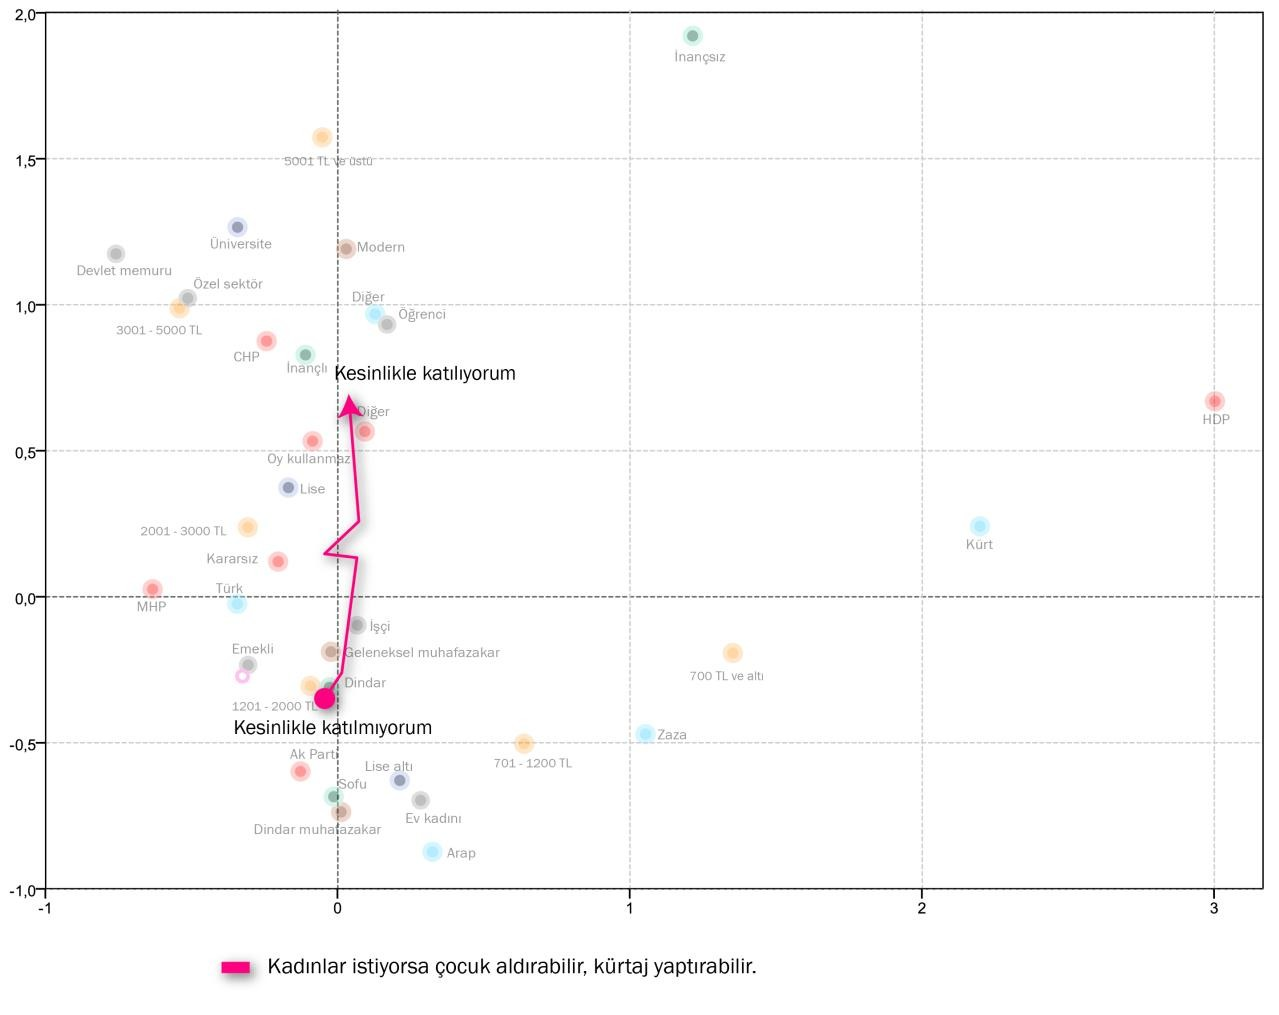 2,0
İnançsız
1,5
5001 TL ve üstü
Üniversite
Modern
Devlet memuru
Özel sektör
Diğer
1,0
Öğrenci
3001 - 5000 TL
CHP
İnançlı
Kesinlikle katılıyorum
Diğer
HDP
0,5
Oy kullanmaz
Lise
2001 - 3000 TL
Kürt
Kararsız
Türk
0,0
MHP
İşçi
Emekli
Geleneksel muhafazakar
700 TL ve altı
Dindar
1201 - 2000 TL
Kesinlikle katılmıyorum
Zaza
-0,5
Ak Parti
701 - 1200 TL
Lise altı
Sofu
Ev kadını
Dindar muhafazakar
Arap
-1,0
-1 0 1 2 3
Kadınlar istiyorsa çocuk aldırabilir, kürtaj yaptırabilir.